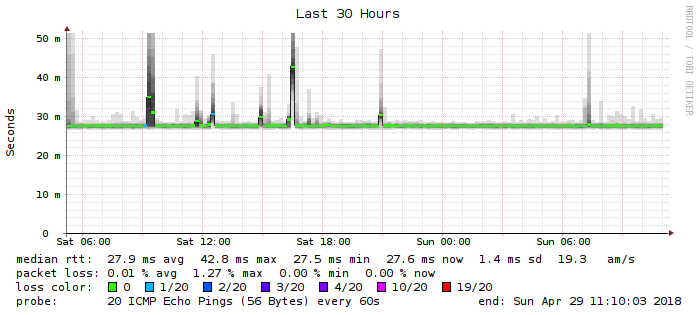 Last 30 Hours
RRDTOOL / TOBI OETIKER
Seconds
50 m
40 m
30 m
20 m
10 m
0
Sat 06:00 Sat 12:00 Sat 18:00 Sun 00:00 Sun 06:00
median rtt: 27.9 ms avg 42.8 ms max 27.5 ms min 27.6 ms now 1.4 ms sd 19.3 am/s
packet loss: 0.01 % avg 1.27 % max 0.00 % min 0.00 % now
loss color: 0 1/20 2/20 3/20 4/20 10/20 19/20
probe: 20 ICMP Echo Pings (56 Bytes) every 60s end: Sun Apr 29 11:10:03 2018